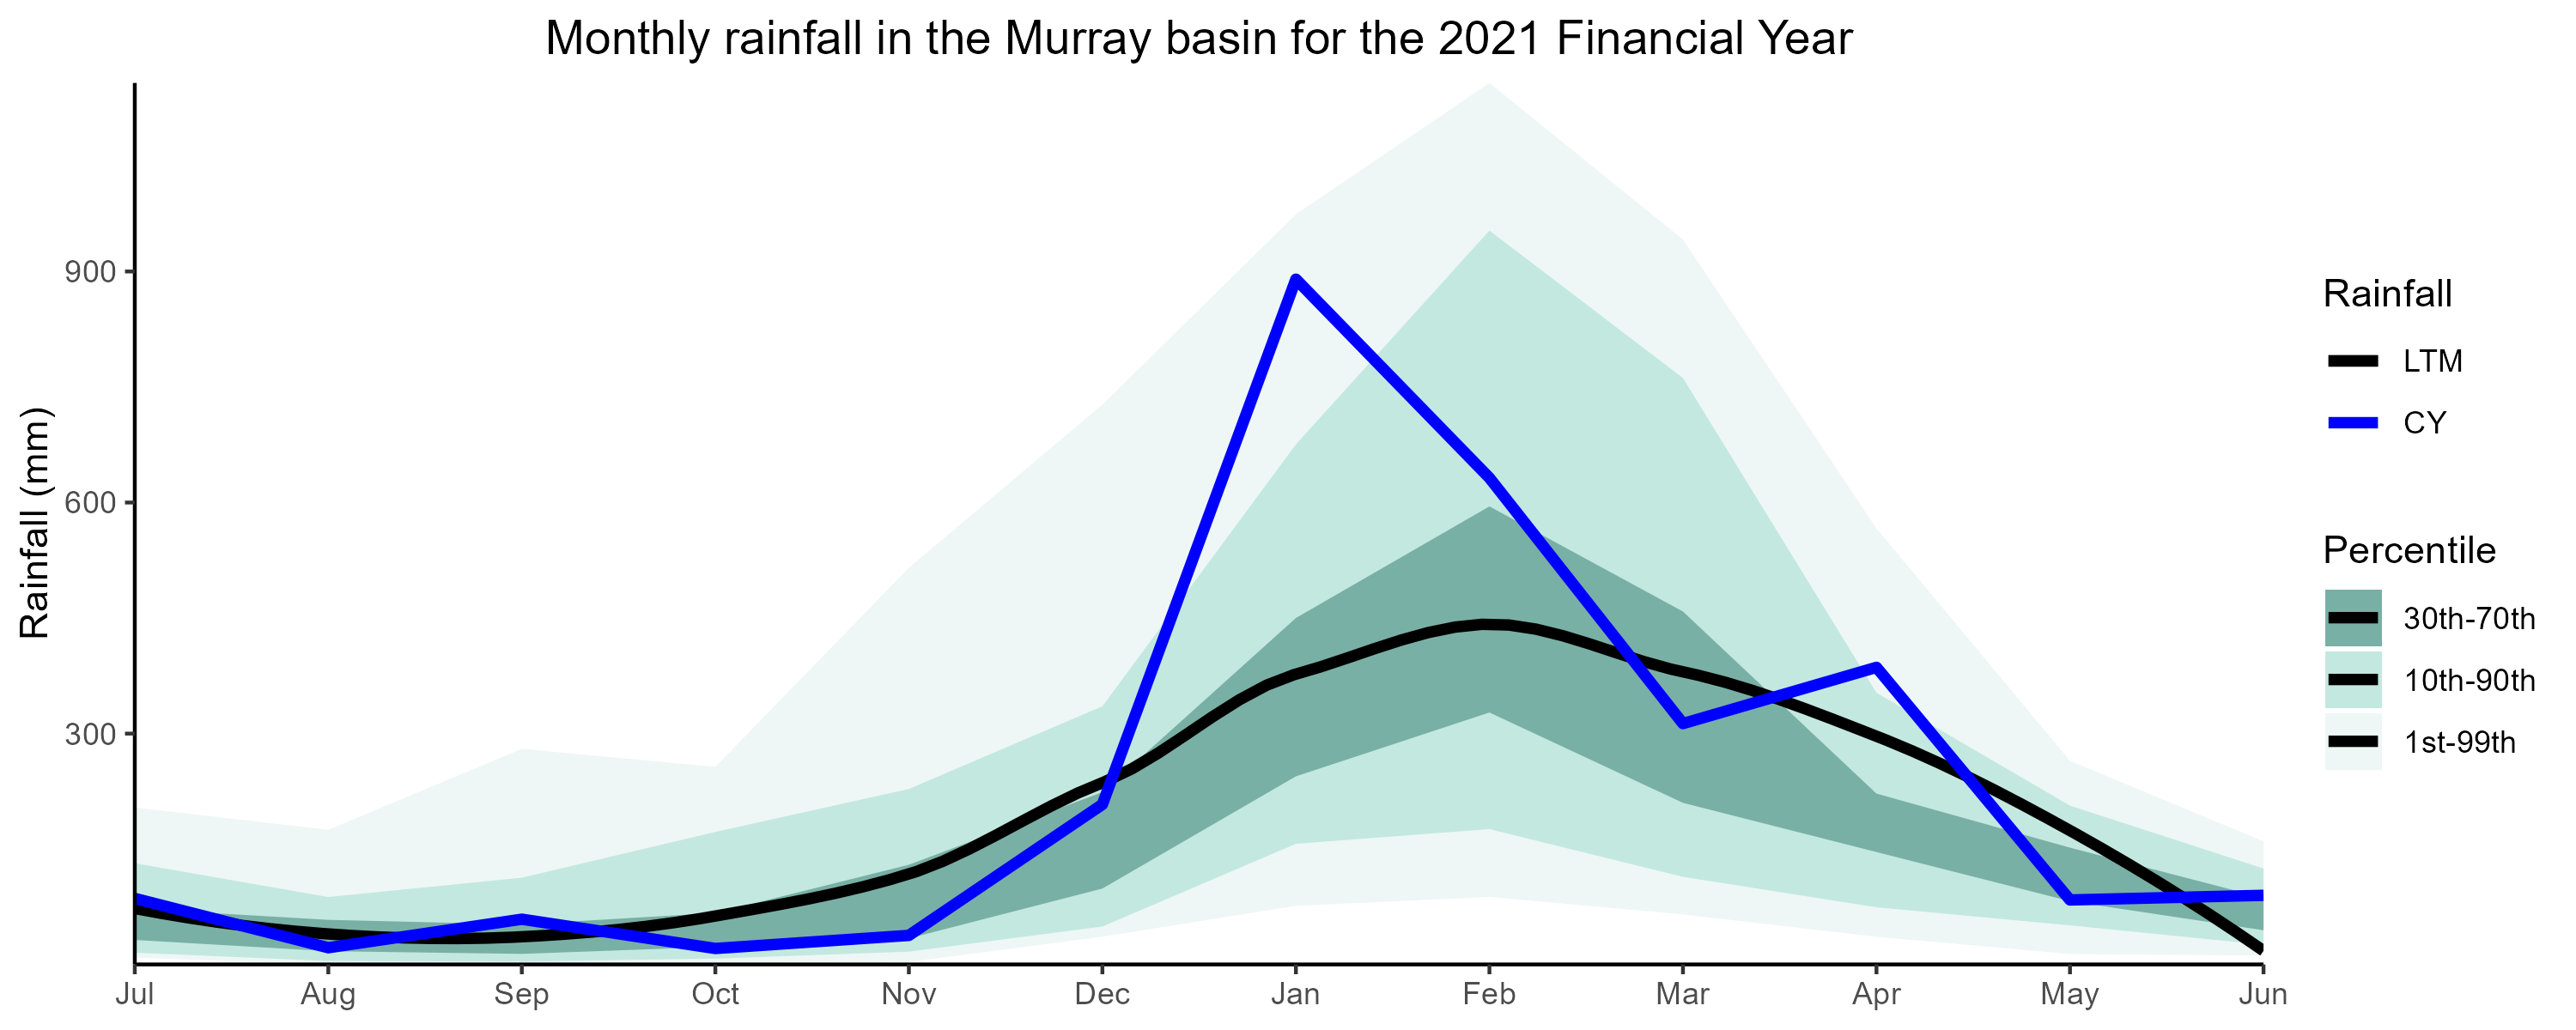 Monthly rainfall in the Murray basin for the 2021 Financial Year
Rainfall (mm)
900
600
300
Jul Aug Sep Oct Nov Dec Jan Feb Mar Apr May Jun
Rainfall
LTM
CY
Percentile
30th-70th
10th-90th
1st-99th